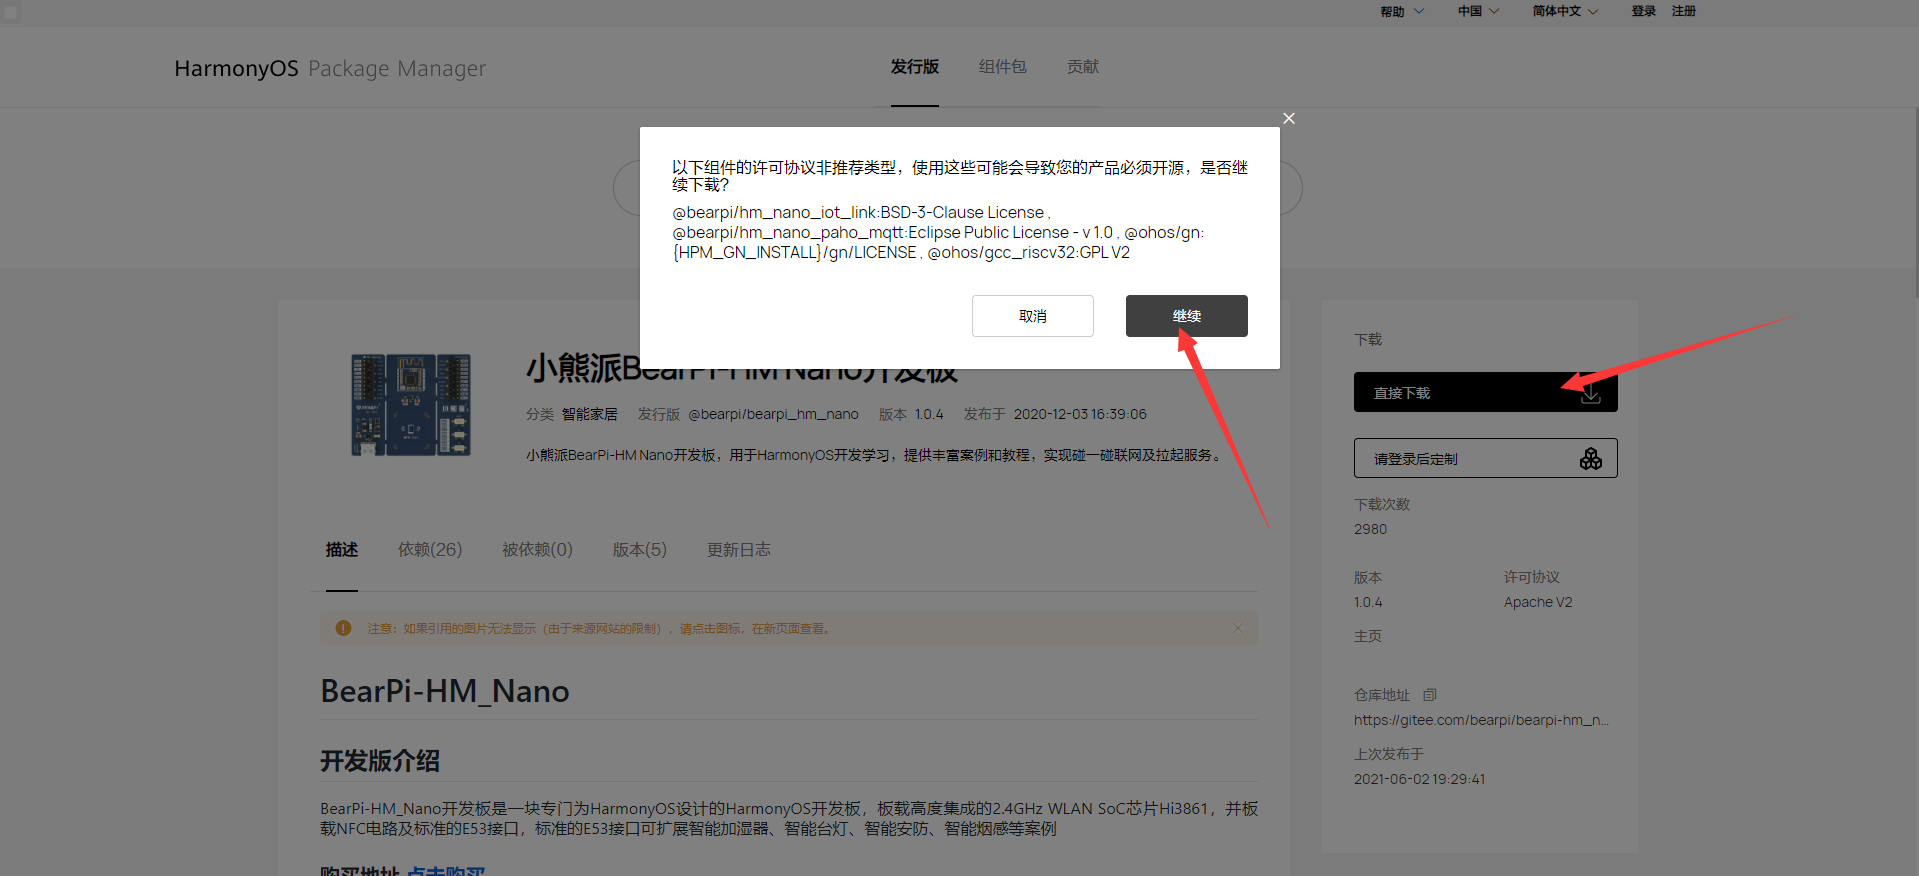 帮助 中国 简体中文 登录 注册
HarmonyOS Package Manager 发行版 组件包 贡献
以下组件的许可协议非推荐类型，使用这些可能会导致您的产品必须开源，是否继
续下载？
@bearpi/hm_nano_iot_link:BSD-3-Clause License ,
@bearpi/hm_nano_paho_mqtt:Eclipse Public License - v 1.0 , @ohos/gn:
{HPM_GN_INSTALL}/gn/LICENSE , @ohos/gcc_riscv32:GPL V2
取消 继续
小熊派BearPi-HM Nano开发板
分类 智能家居 发行版 @bearpi/bearpi_hm_nano 版本 1.0.4 发布于 2020-12-03 16:39:06
小熊派BearPi-HM Nano开发板，用于HarmonyOS开发学习，提供丰富案例和教程，实现碰一碰联网及拉起服务。
描述 依赖(26) 被依赖(0) 版本(5) 更新日志
注意：如果引用的图片无法显示（由于来源网站的限制），请点击图标，在新页面查看。
BearPi-HM_Nano
开发版介绍
BearPi-HM_Nano开发板是一块专门为HarmonyOS设计的HarmonyOS开发板，板载高度集成的2.4GHz WLAN SoC芯片Hi3861，并板
载NFC电路及标准的E53接口，标准的E53接口可扩展智能加湿器、智能台灯、智能安防、智能烟感等案例
购买地址 点击购买
下载
直接下载
请登录后定制
下载次数
2980
版本 许可协议
1.0.4 Apache V2
主页
仓库地址
https://gitee.com/bearpi/bearpi-hm_n...
上次发布于
2021-06-02 19:29:41